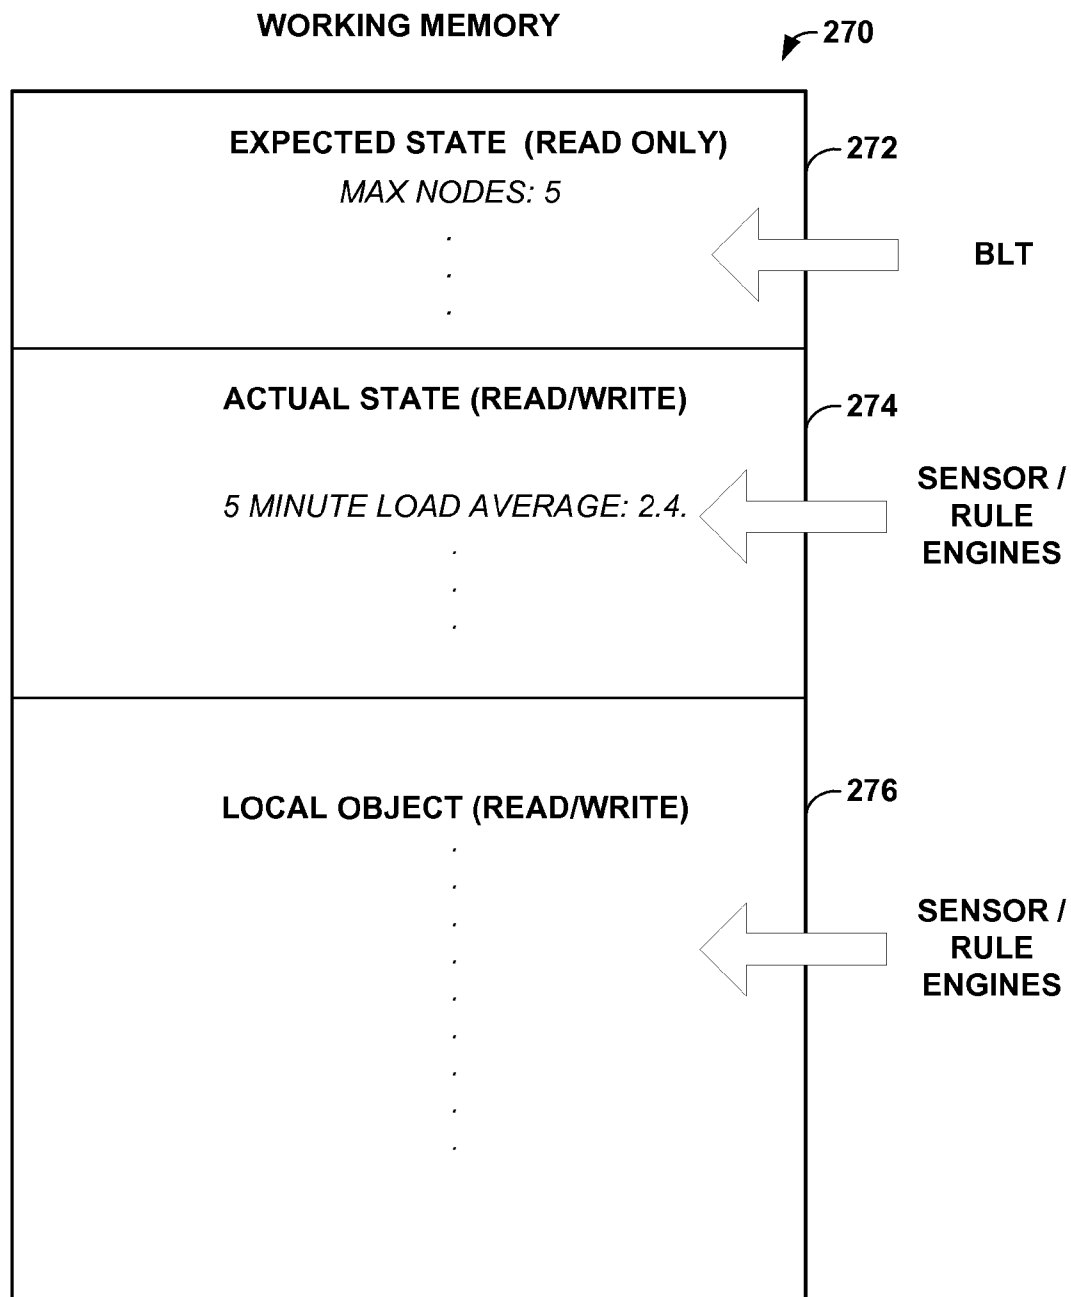 WORKING MEMORY
270
EXPECTED STATE (READ ONLY)
272
MAX NODES: 5
.
.
.
BLT
ACTUAL STATE (READ/WRITE)
274
5 MINUTE LOAD AVERAGE: 2.4.
.
.
.
SENSOR /
RULE
ENGINES
LOCAL OBJECT (READ/WRITE)
276
.
.
.
.
.
.
.
.
.
SENSOR /
RULE
ENGINES